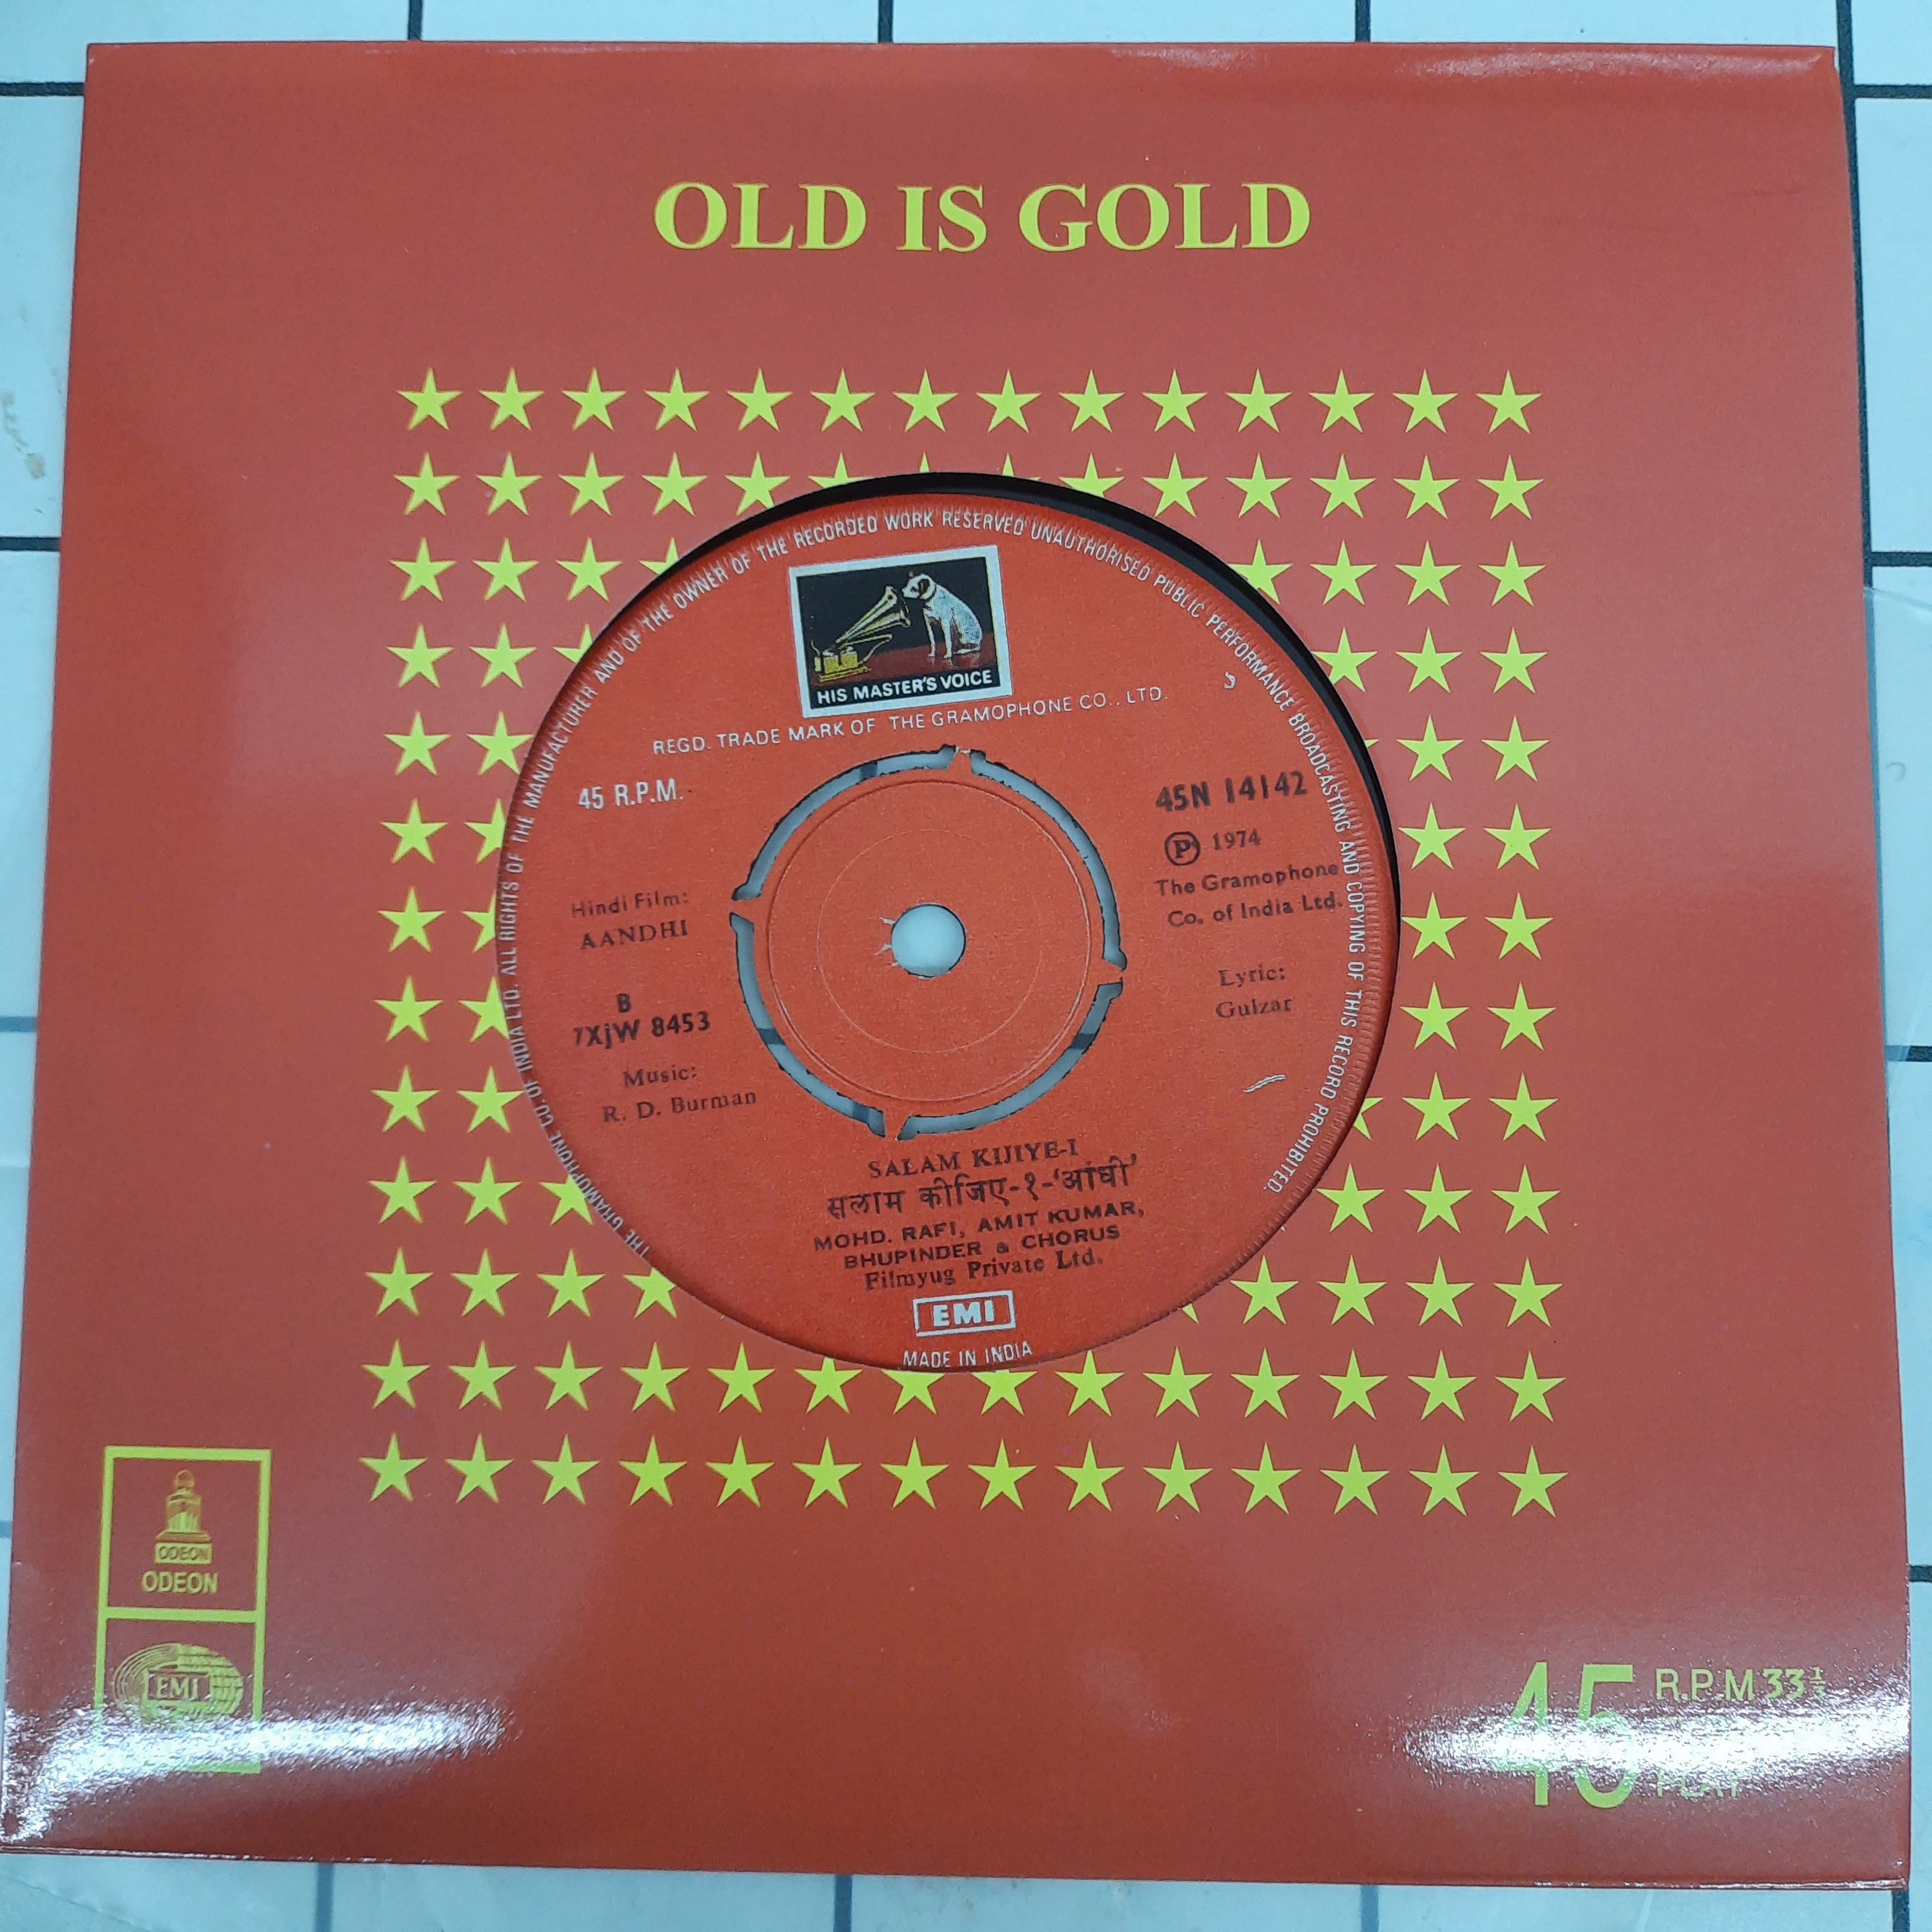 OLD IS GOLD
THE GRAMOPHONE CO. OF INDIA LTD. ALL RIGHTS OF THE MANUFACTURER AND OF THE OWNER OF THE RECORDED WORK RESERVED UNAUTHORISED PUBLIC PERFORMANCE BROADCASTING AND COPYING OF THIS RECORD PROHIBITED.
HIS MASTER'S VOICE
REGD. TRADE MARK OF THE GRAMOPHONE CO., LTD.
45 R.P.M.
45N 14142
Ⓟ 1974
The Gramophone
Co. of India Ltd.
Hindi Film:
AANDHI
B
7XjW 8453
Music:
R. D. Burman
Lyric:
Gulzar
SALAM KIJIYE-I
सलाम कीजिए-१-‘आंधी’
MOHD. RAFI, AMIT KUMAR,
BHUPINDER & CHORUS
Filmyug Private Ltd.
EMI
MADE IN INDIA
ODEON
ODEON
EMI
45 R.P.M 33⅓
PLAY